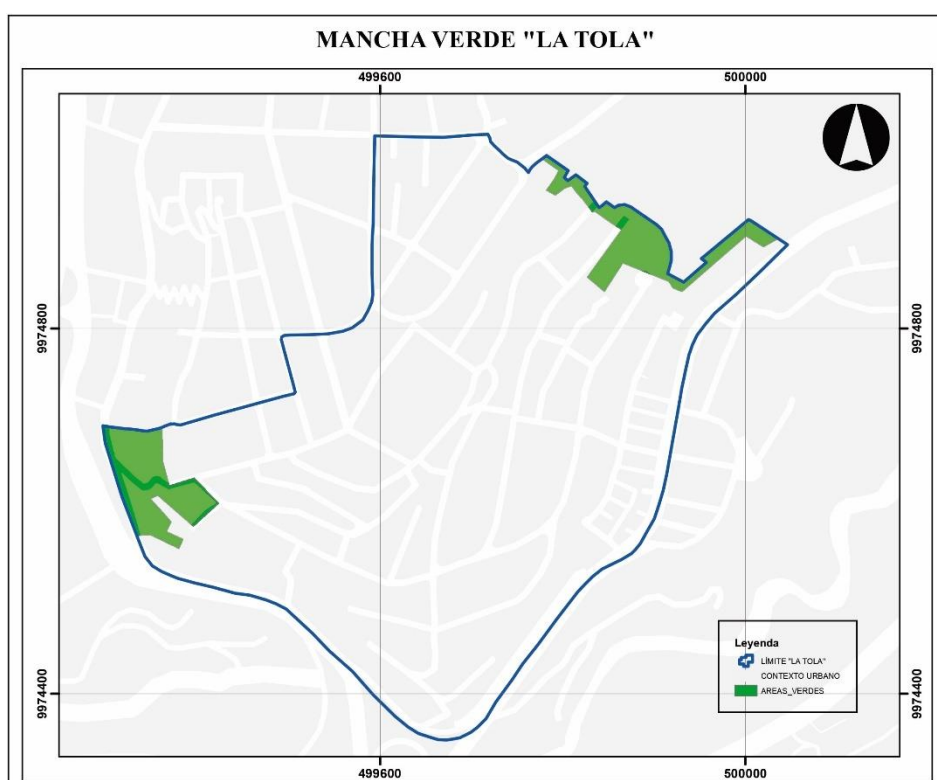 MANCHA VERDE "LA TOLA"
499600 500000
9974800 9974800
9974400 9974400
Leyenda
LÍMITE "LA TOLA"
CONTEXTO URBANO
AREAS_VERDES
499600 500000